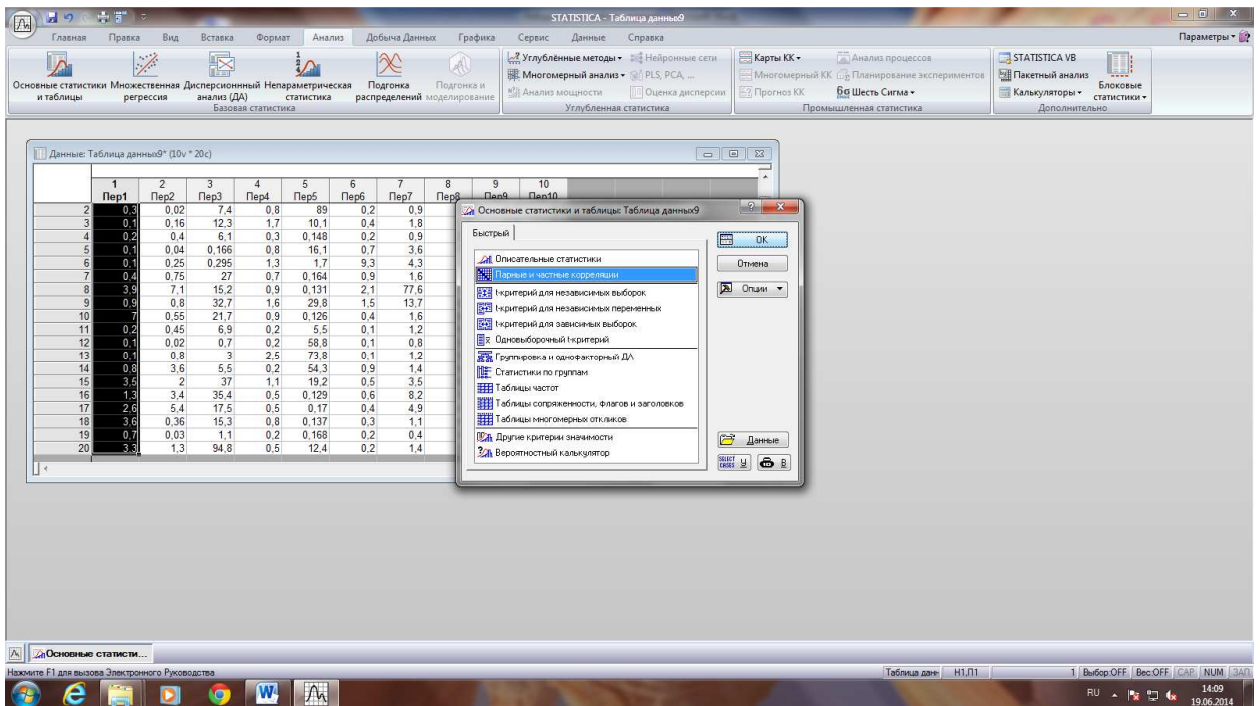 STATISTICA - Таблица данных9
Главная Правка Вид Вставка Формат Анализ Добыча Данных Графика Сервис Данные Справка Параметры
Основные статистики и таблицы
Множественная регрессия
Дисперсионный анализ (ДА)
Непараметрическая статистика
Подгонка распределений
Подгонка и моделирование
Базовая статистика
Углублённые методы Нейронные сети
Многомерный анализ PLS, PCA, ...
Анализ мощности Оценка дисперсии
Углубленная статистика
Карты КК Анализ процессов
Многомерный КК Планирование экспериментов
Прогноз КК 6σ Шесть Сигма
Промышленная статистика
STATISTICA VB
Пакетный анализ
Калькуляторы
Блоковые статистики
Дополнительно
Данные: Таблица данных9* (10v * 20c)
1 2 3 4 5 6 7 8 9 10
Пер1 Пер2 Пер3 Пер4 Пер5 Пер6 Пер7 Пер8 Пер9 Пер10
2 0,3 0,02 7,4 0,8 89 0,2 0,9
3 0,1 0,16 12,3 1,7 10,1 0,4 1,8
4 0,2 0,4 6,1 0,3 0,148 0,2 0,9
5 0,1 0,04 0,166 0,8 16,1 0,7 3,6
6 0,1 0,25 0,295 1,3 1,7 9,3 4,3
7 0,4 0,75 27 0,7 0,164 0,9 1,6
8 3,9 7,1 15,2 0,9 0,131 2,1 77,6
9 0,9 0,8 32,7 1,6 29,8 1,5 13,7
10 7 0,55 21,7 0,9 0,126 0,4 1,6
11 0,2 0,45 6,9 0,2 5,5 0,1 1,2
12 0,1 0,02 0,7 0,2 58,8 0,1 0,8
13 0,1 0,8 3 2,5 73,8 0,1 1,2
14 0,8 3,6 5,5 0,2 54,3 0,9 1,4
15 3,5 2 37 1,1 19,2 0,5 3,5
16 1,3 3,4 35,4 0,5 0,129 0,6 8,2
17 2,6 5,4 17,5 0,5 0,17 0,4 4,9
18 3,6 0,36 15,3 0,8 0,137 0,3 1,1
19 0,7 0,03 1,1 0,2 0,168 0,2 0,4
20 3,3 1,3 94,8 0,5 12,4 0,2 1,4
Основные статистики и таблицы: Таблица данных9
Быстрый
Описательные статистики
Парные и частные корреляции
t-критерий для независимых выборок
t-критерий для независимых переменных
t-критерий для зависимых выборок
Одновыборочный t-критерий
Группировка и однофакторный ДА
Статистики по группам
Таблицы частот
Таблицы сопряженности, флагов и заголовков
Таблицы многомерных откликов
Другие критерии значимости
Вероятностный калькулятор
OK
Отмена
Опции
Данные
SELECT CASES
B
Основные статисти...
Нажмите F1 для вызова Электронного Руководства
Таблица данн Н1,П1 1 Выбор:OFF Вес:OFF CAP NUM ЗАП
RU
14:09
19.06.2014